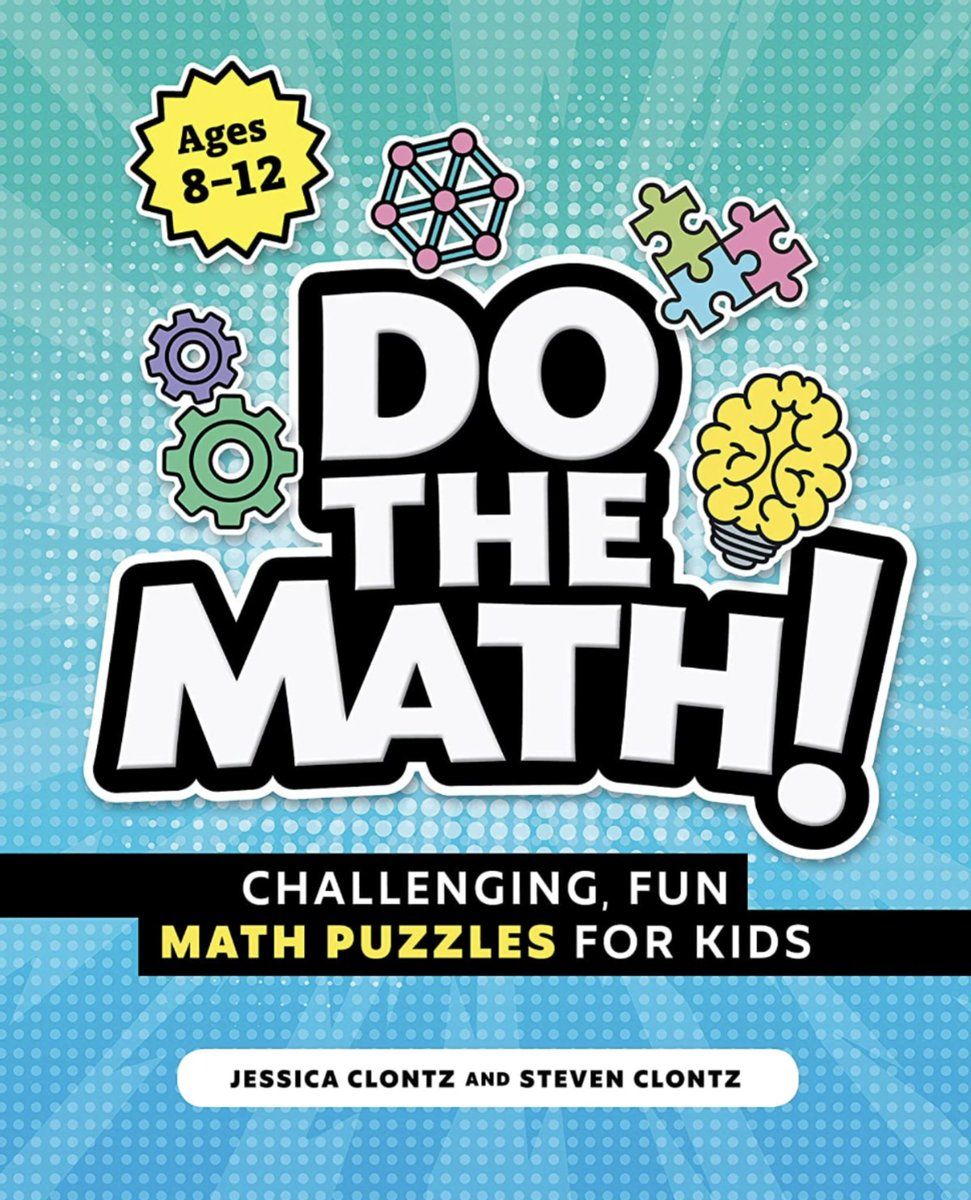 Ages
8–12
DO
THE
MATH!
CHALLENGING, FUN
MATH PUZZLES FOR KIDS
JESSICA CLONTZ AND STEVEN CLONTZ